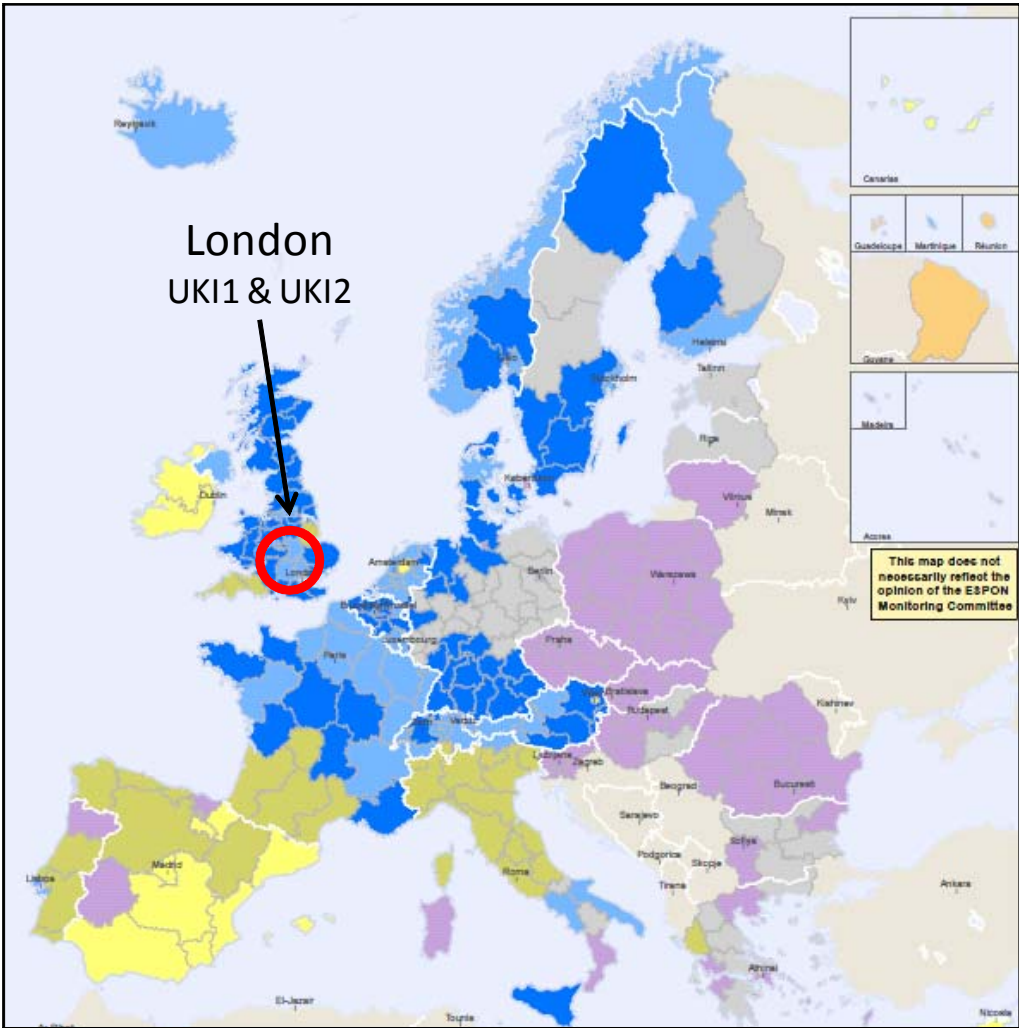 Reykjavik
Canarias
London
UKI1 & UKI2
Guadeloupe
Martinique
Réunion
Guyane
Oslo
Helsinki
Tallinn
Stockholm
Madeira
Riga
Dublin
København
Vilnius
Minsk
Acores
Amsterdam
London
Berlin
Warszawa
This map does not
necessarily reflect the
opinion of the ESPON
Monitoring Committee
Kyiv
Luxembourg
Praha
Paris
Kishinev
Bratislava
Budapest
Bern
Vaduz
Ljubljana
Zagreb
Bucuresti
Beograd
Sarajevo
Sofiya
Podgorica
Skopje
Madrid
Roma
Tirana
Lisboa
Ankara
Athinai
El-Jazair
Tounis
Nicosia